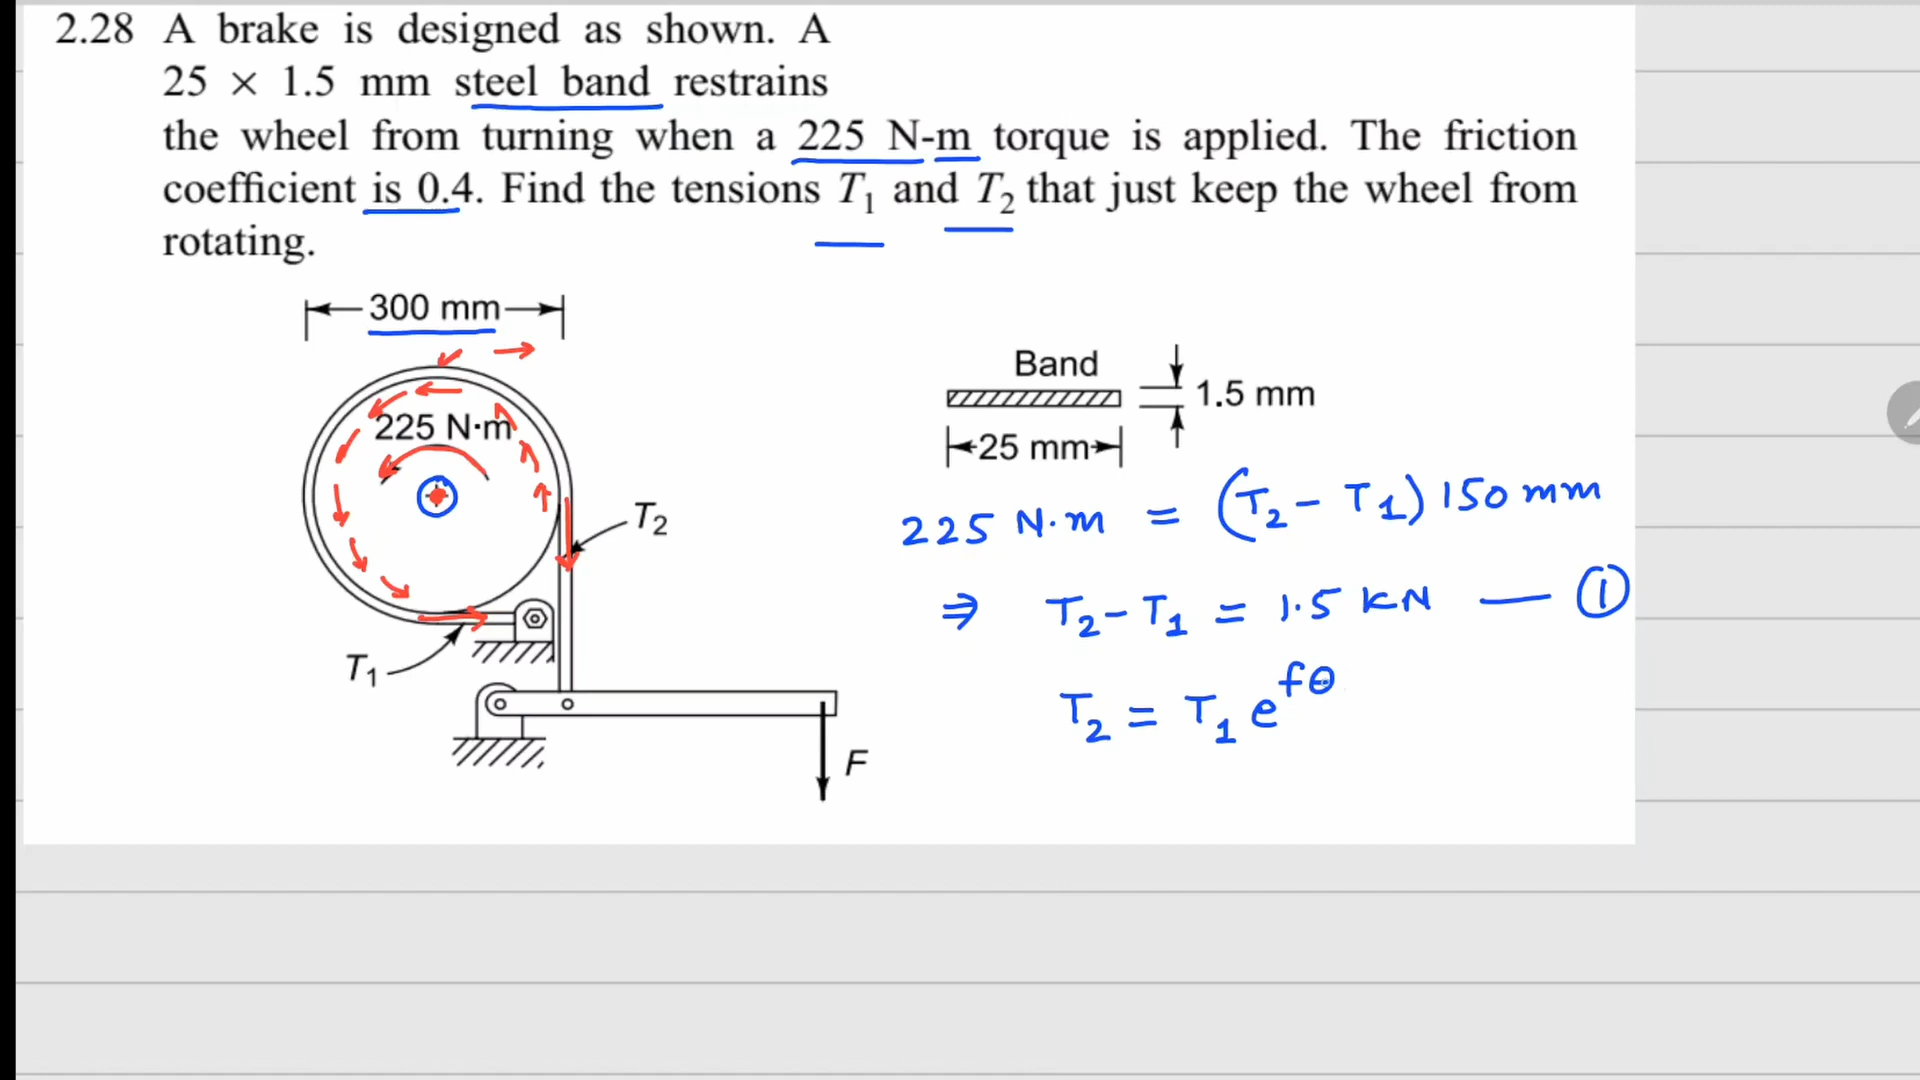 2.28 A brake is designed as shown. A
25 × 1.5 mm steel band restrains
the wheel from turning when a 225 N-m torque is applied. The friction
coefficient is 0.4. Find the tensions T₁ and T₂ that just keep the wheel from
rotating.
300 mm
225 N·m
T₂
T₁
F
Band
1.5 mm
25 mm
225 N·m = (T₂ - T₁) 150 mm
⇒ T₂ - T₁ = 1.5 KN — ①
T₂ = T₁ e^fθ